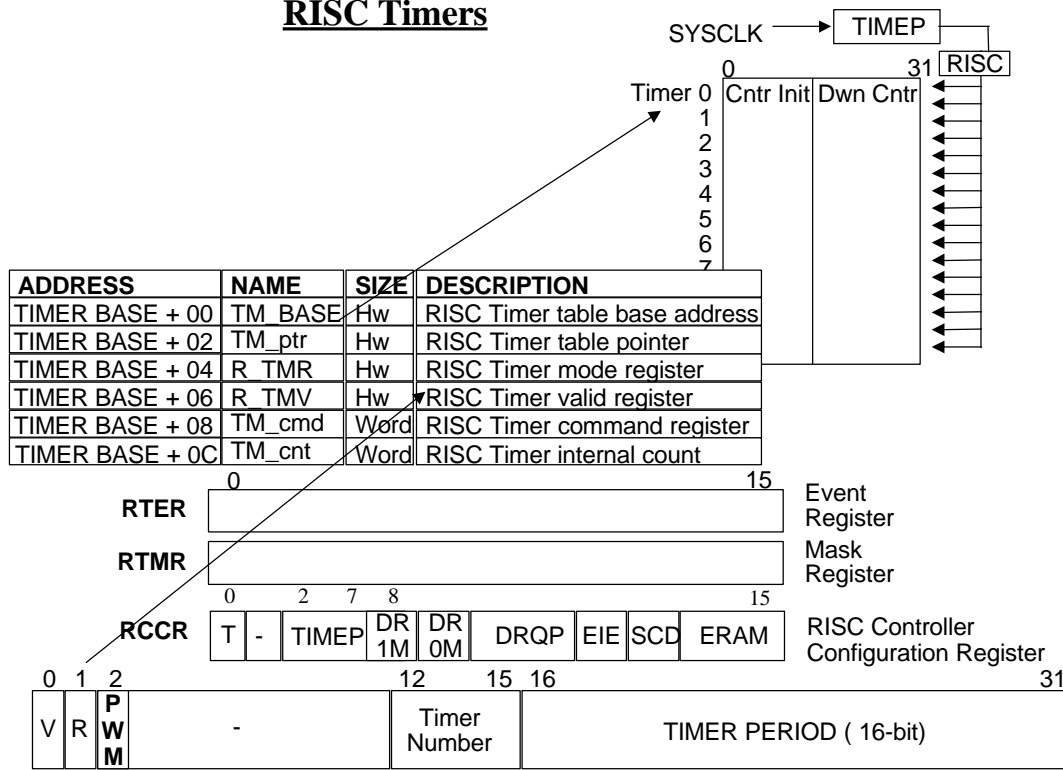 RISC Timers
SYSCLK TIMEP
RISC
0 31
Timer 0 Cntr Init Dwn Cntr
1
2
3
4
5
6
7
ADDRESS NAME SIZE DESCRIPTION
TIMER BASE + 00 TM_BASE Hw RISC Timer table base address
TIMER BASE + 02 TM_ptr Hw RISC Timer table pointer
TIMER BASE + 04 R_TMR Hw RISC Timer mode register
TIMER BASE + 06 R_TMV Hw RISC Timer valid register
TIMER BASE + 08 TM_cmd Word RISC Timer command register
TIMER BASE + 0C TM_cnt Word RISC Timer internal count
0 15
RTER Event
Register
RTMR Mask
Register
0 2 7 8 15
RCCR T - TIMEP DR 1M DR 0M DRQP EIE SCD ERAM RISC Controller
Configuration Register
0 1 2 12 15 16 31
V R PWM - Timer Number TIMER PERIOD ( 16-bit)